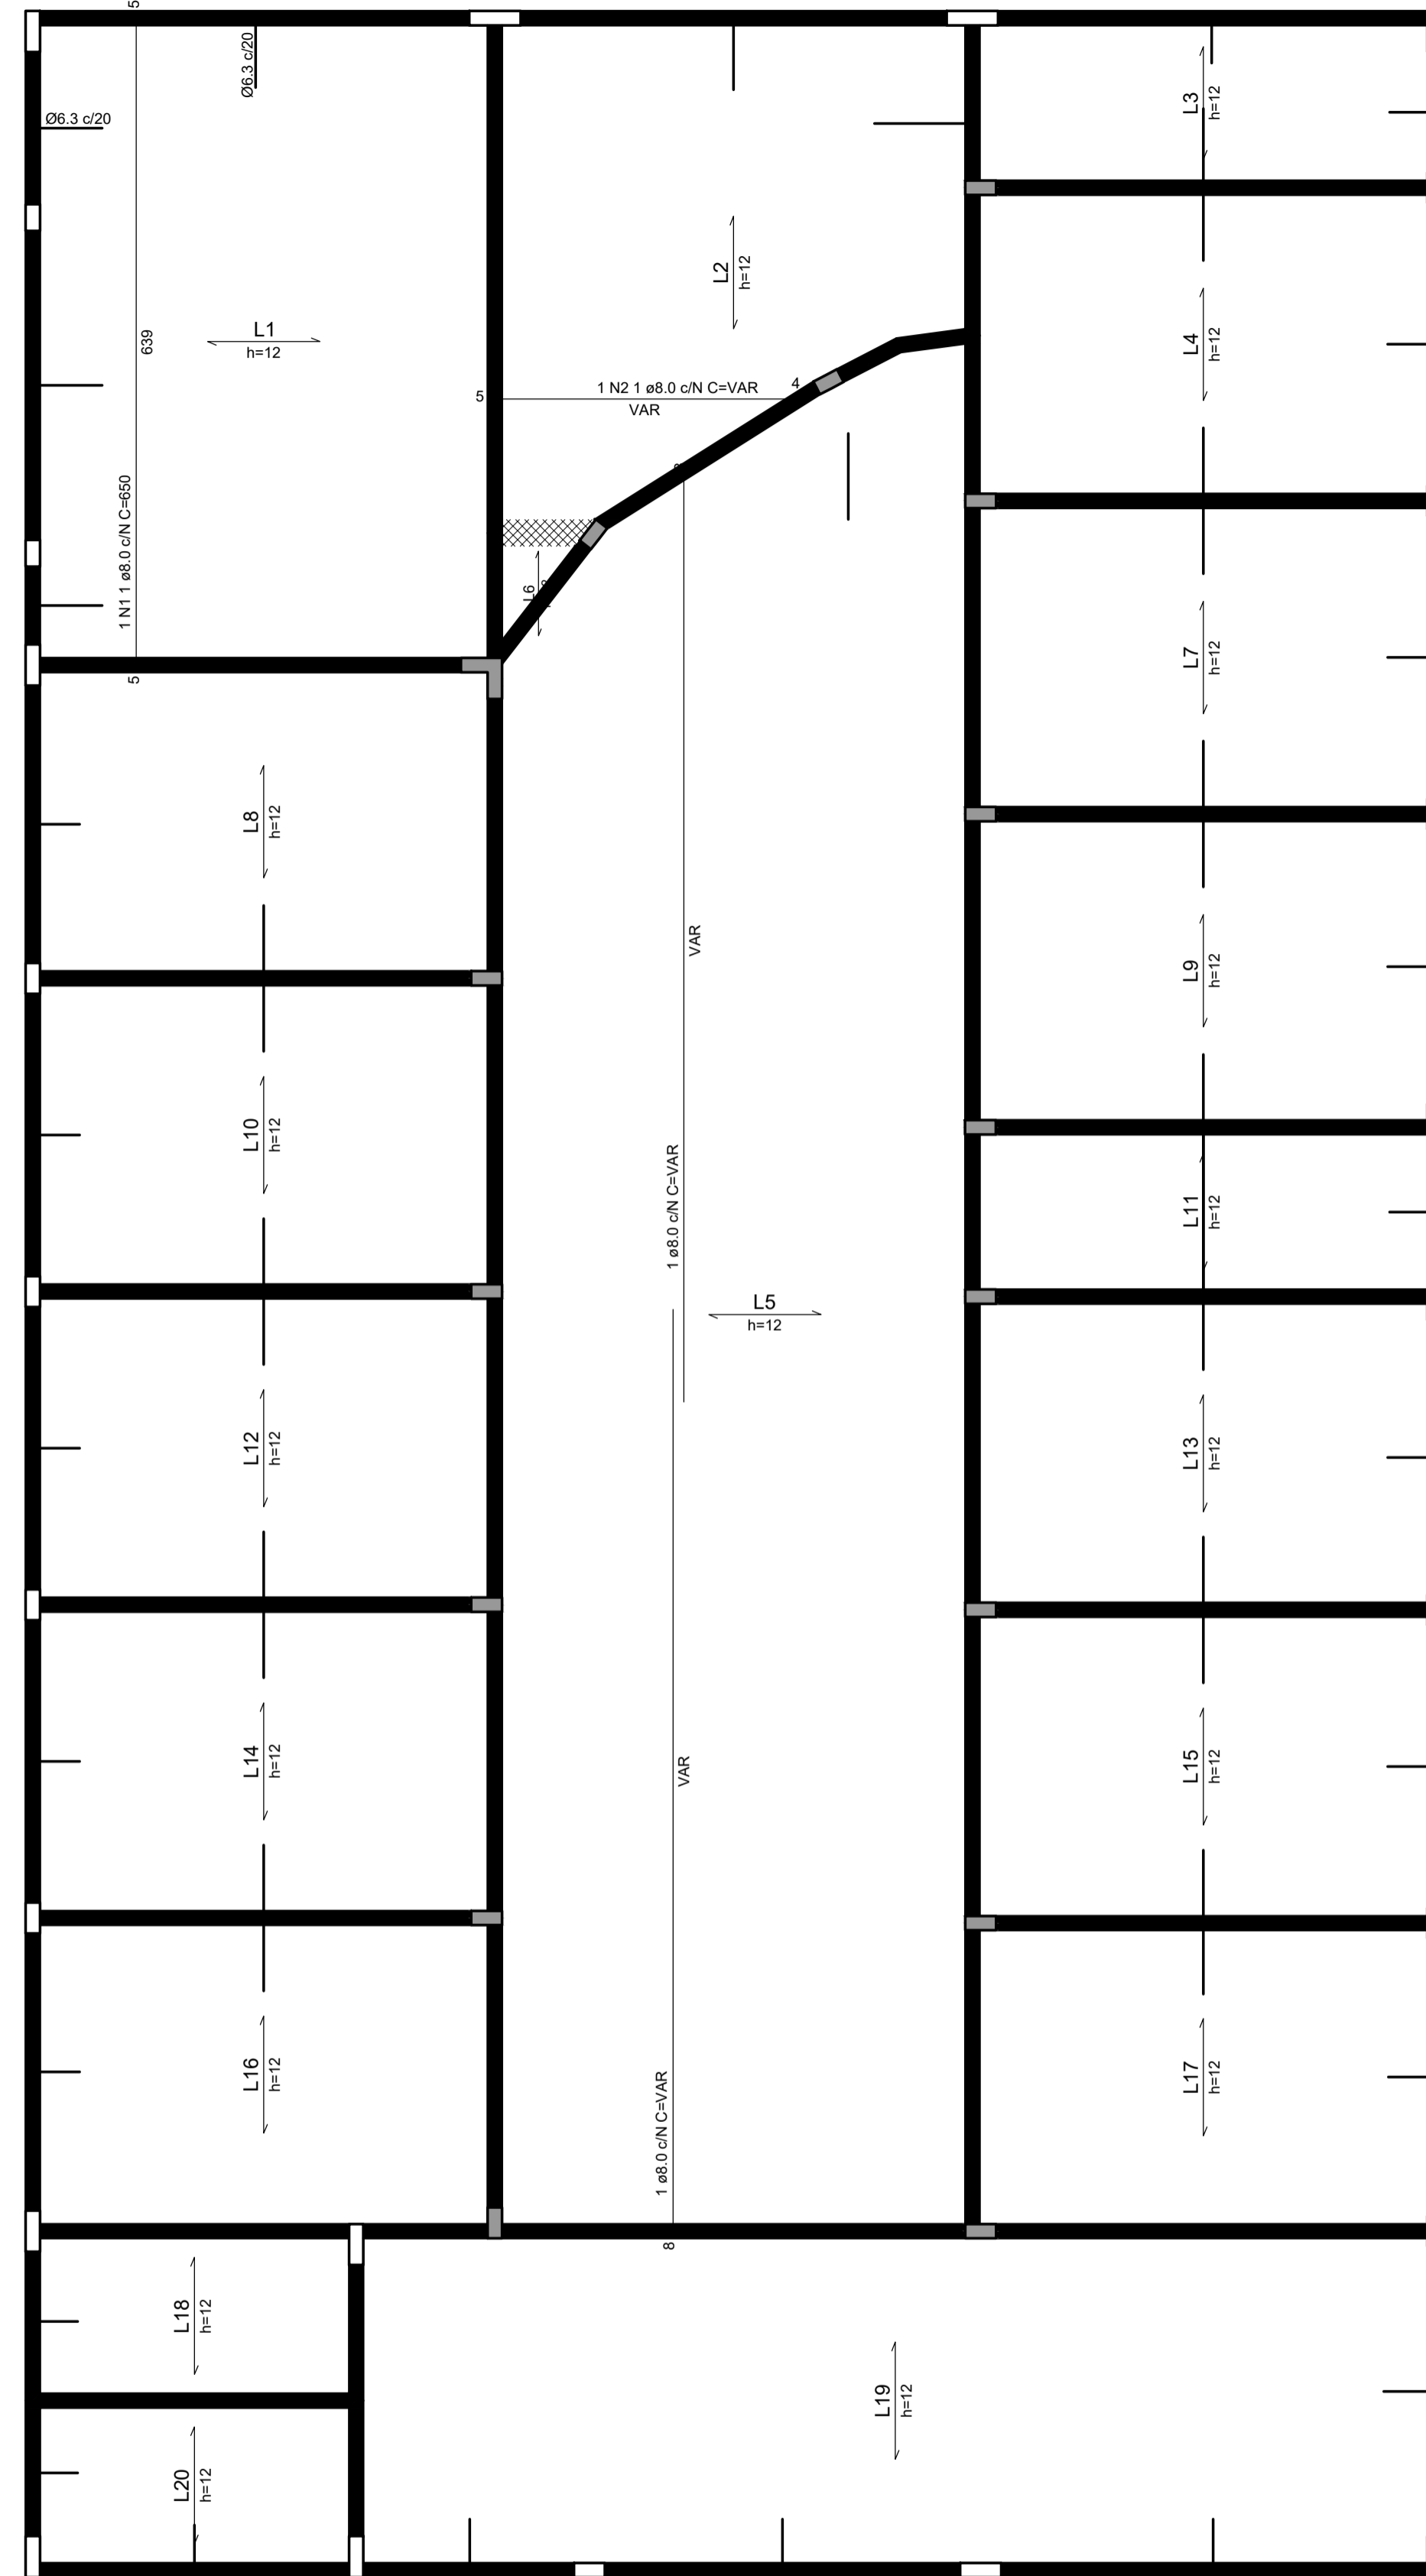 5
Ø6.3 c/20
Ø6.3 c/20
L3
h=12
L2
h=12
L1
h=12
639
L4
h=12
1 N2 1 ø8.0 c/N C=VAR
VAR
5
4
1 N1 1 ø8.0 c/N C=650
L6
5
L7
h=12
L8
h=12
VAR
L9
h=12
L10
h=12
1 ø8.0 c/N C=VAR
L11
h=12
L5
h=12
L12
h=12
L13
h=12
L14
h=12
VAR
L15
h=12
L16
h=12
L17
h=12
1 ø8.0 c/N C=VAR
8
L18
h=12
L19
h=12
L20
h=12